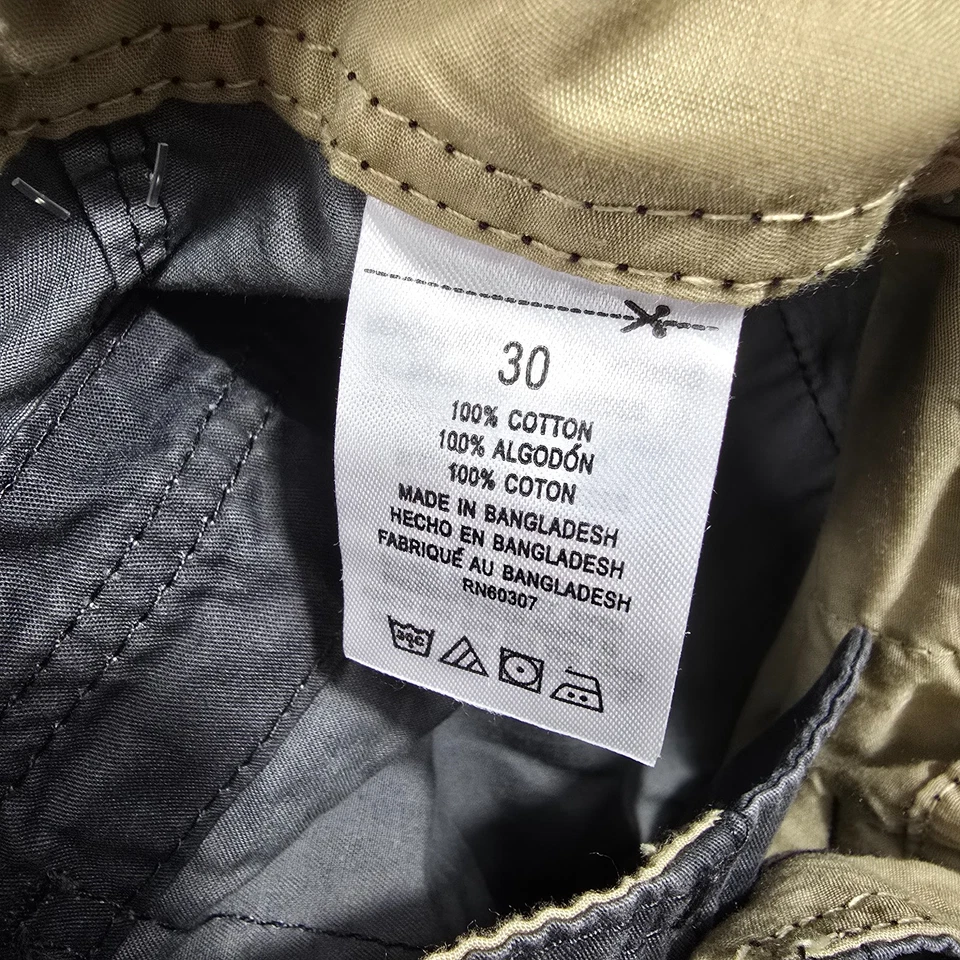 30
100% COTTON
100% ALGODÓN
100% COTON
MADE IN BANGLADESH
HECHO EN BANGLADESH
FABRIQUÉ AU BANGLADESH
RN60307